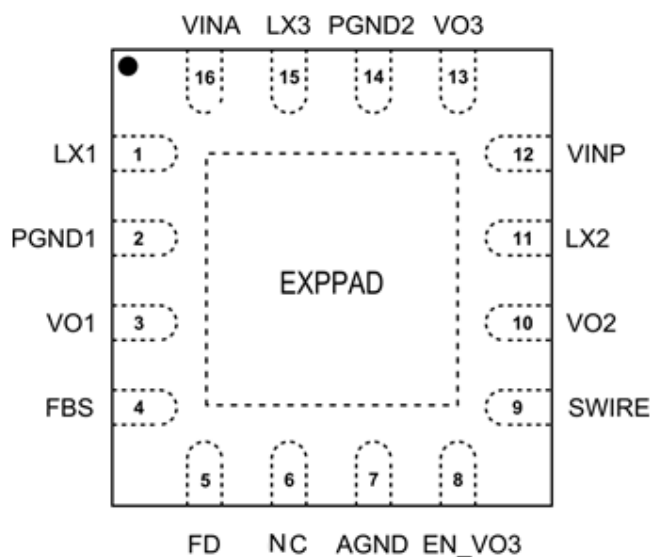 VINA LX3 PGND2 VO3
16 15 14 13
LX1 1 12 VINP
PGND1 2 11 LX2
EXPPAD
VO1 3 10 VO2
FBS 4 9 SWIRE
5 6 7 8
FD NC AGND EN_VO3